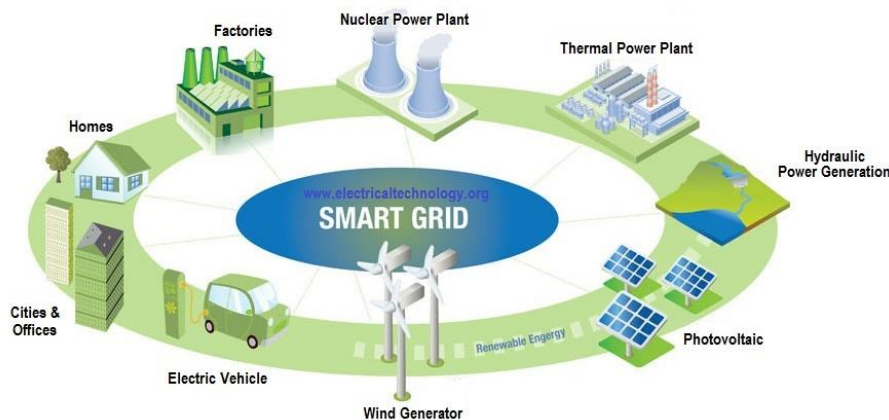 Nuclear Power Plant
Factories
Thermal Power Plant
Homes
Hydraulic
Power Generation
www.electricaltechnology.org
SMART GRID
Cities &
Offices
Renewable Engergy
Photovoltaic
Electric Vehicle
Wind Generator